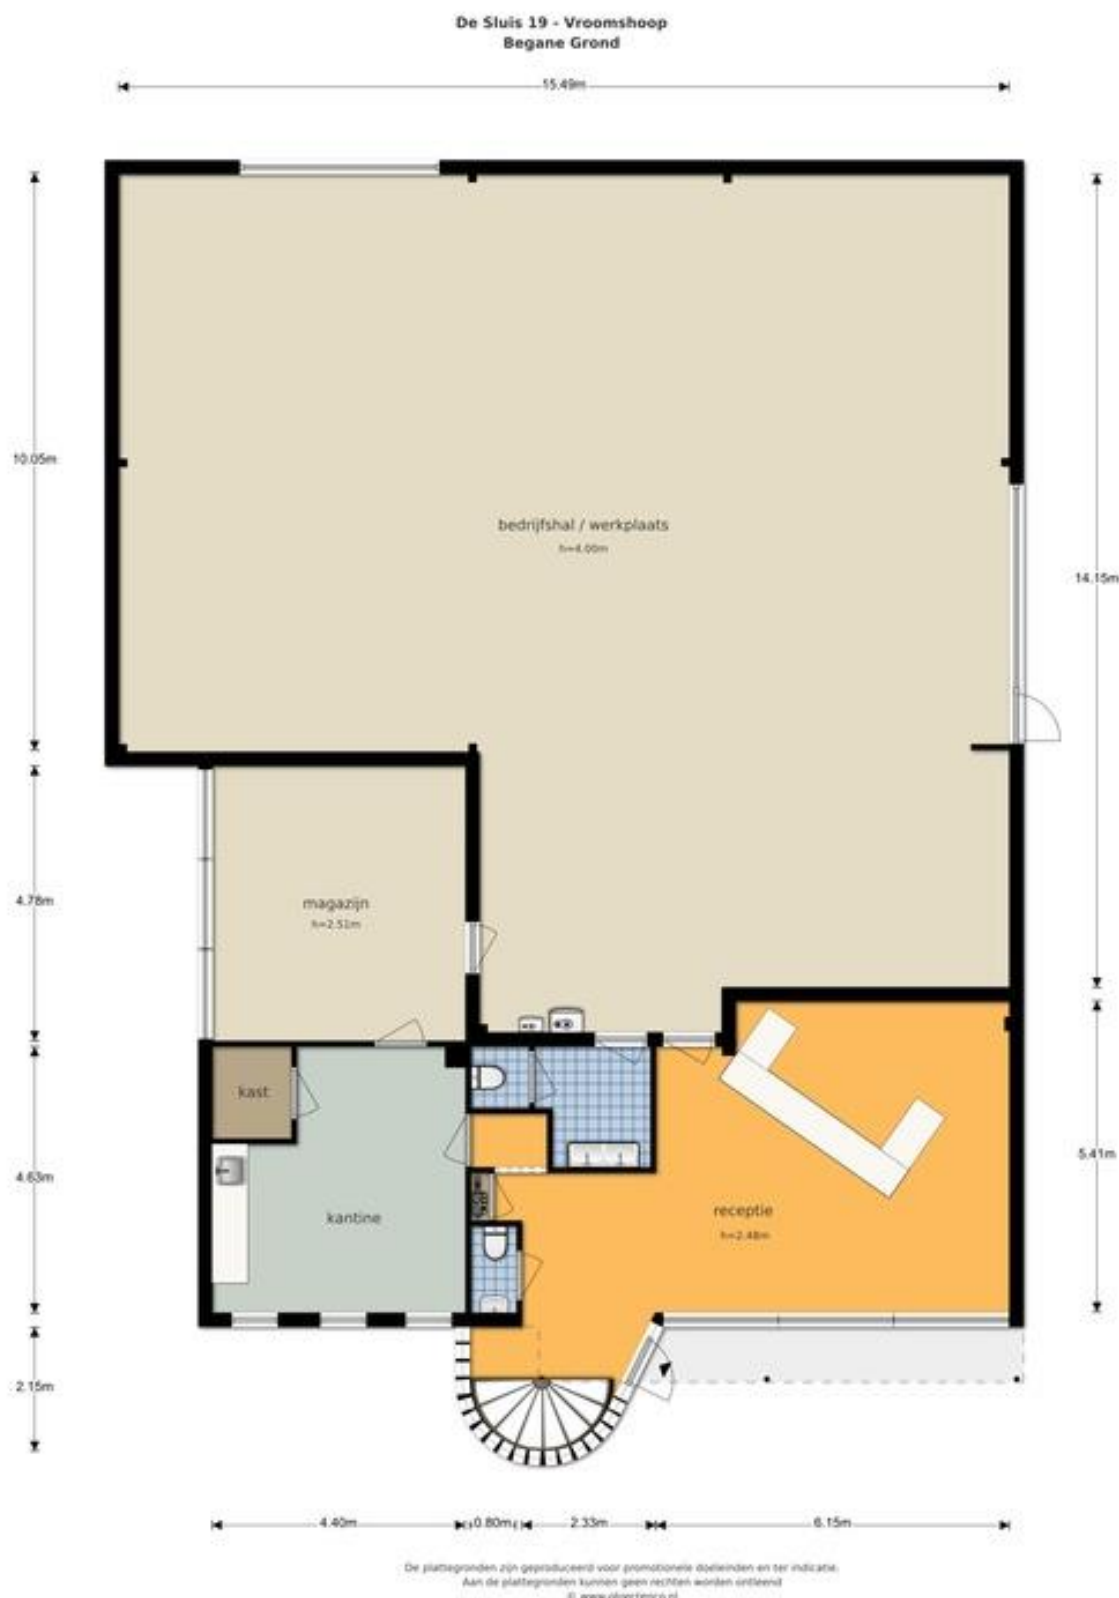 De Sluis 19 - Vroomshoop
Begane Grond
15.49m
10.05m
bedrijfshal / werkplaats
h=4.00m
14.15m
magazijn
h=2.51m
4.78m
kast
4.63m
kantine
receptie
h=2.48m
5.41m
2.15m
4.40m
0.80m
2.33m
6.15m
De plattegronden zijn geproduceerd voor promotionele doeleinden en ter indicatie.
Aan de plattegronden kunnen geen rechten worden ontleend